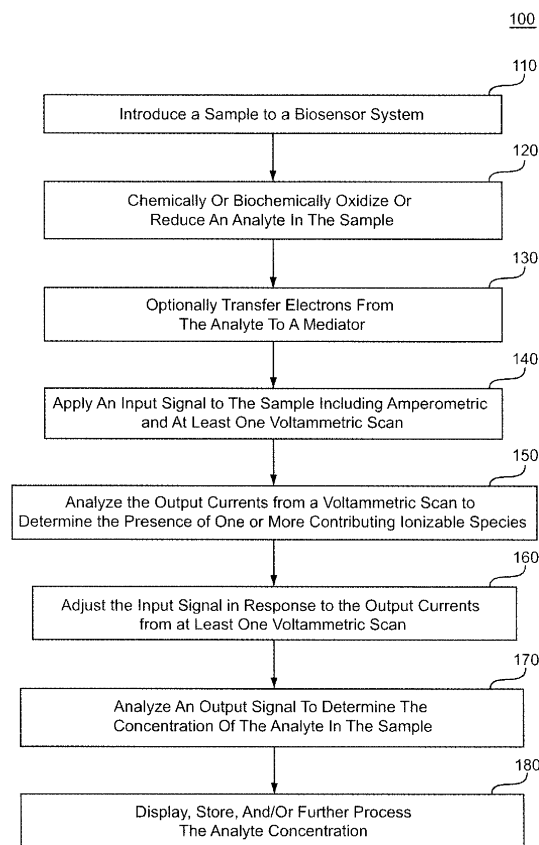 100
110
Introduce a Sample to a Biosensor System
120
Chemically Or Biochemically Oxidize Or
Reduce An Analyte In The Sample
130
Optionally Transfer Electrons From
The Analyte To A Mediator
140
Apply An Input Signal to The Sample Including Amperometric
and At Least One Voltammetric Scan
150
Analyze the Output Currents from a Voltammetric Scan to
Determine the Presence of One or More Contributing Ionizable Species
160
Adjust the Input Signal in Response to the Output Currents
from at Least One Voltammetric Scan
170
Analyze An Output Signal To Determine The
Concentration Of The Analyte In The Sample
180
Display, Store, And/Or Further Process
The Analyte Concentration